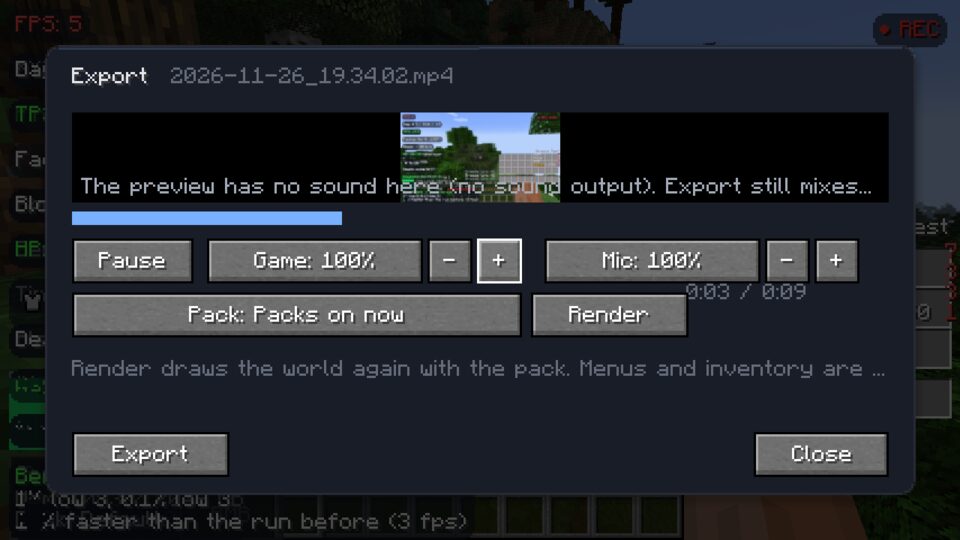 FPS: 5
REC
Export 2026-11-26_19.34.02.mp4
The preview has no sound here (no sound output). Export still mixes...
Pause
Game: 100%
-
+
Mic: 100%
-
+
0:03 / 0:09
Pack: Packs on now
Render
Render draws the world again with the pack. Menus and inventory are ...
Export
Close
faster than the run before (3 fps)